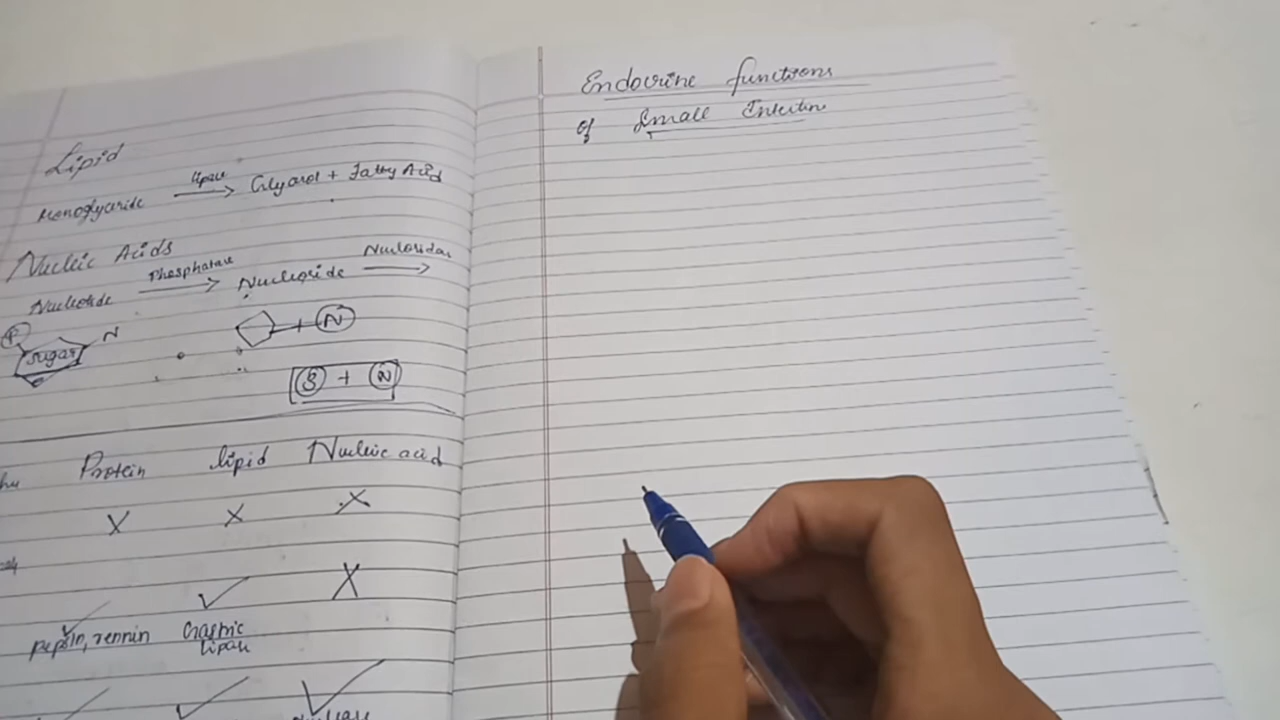 Lipid
Monoglyceride lipase → Glycerol + Fatty Acid
Nucleic Acids
Nucleotide Phosphatase → Nucleoside Nucleosidase →
P Sugar N
+ N
S + N
Protein lipid Nucleic acid
X X X
✓ X
pepsin, rennin Gastric
lipase
Endocrine functions
of Small Intestine